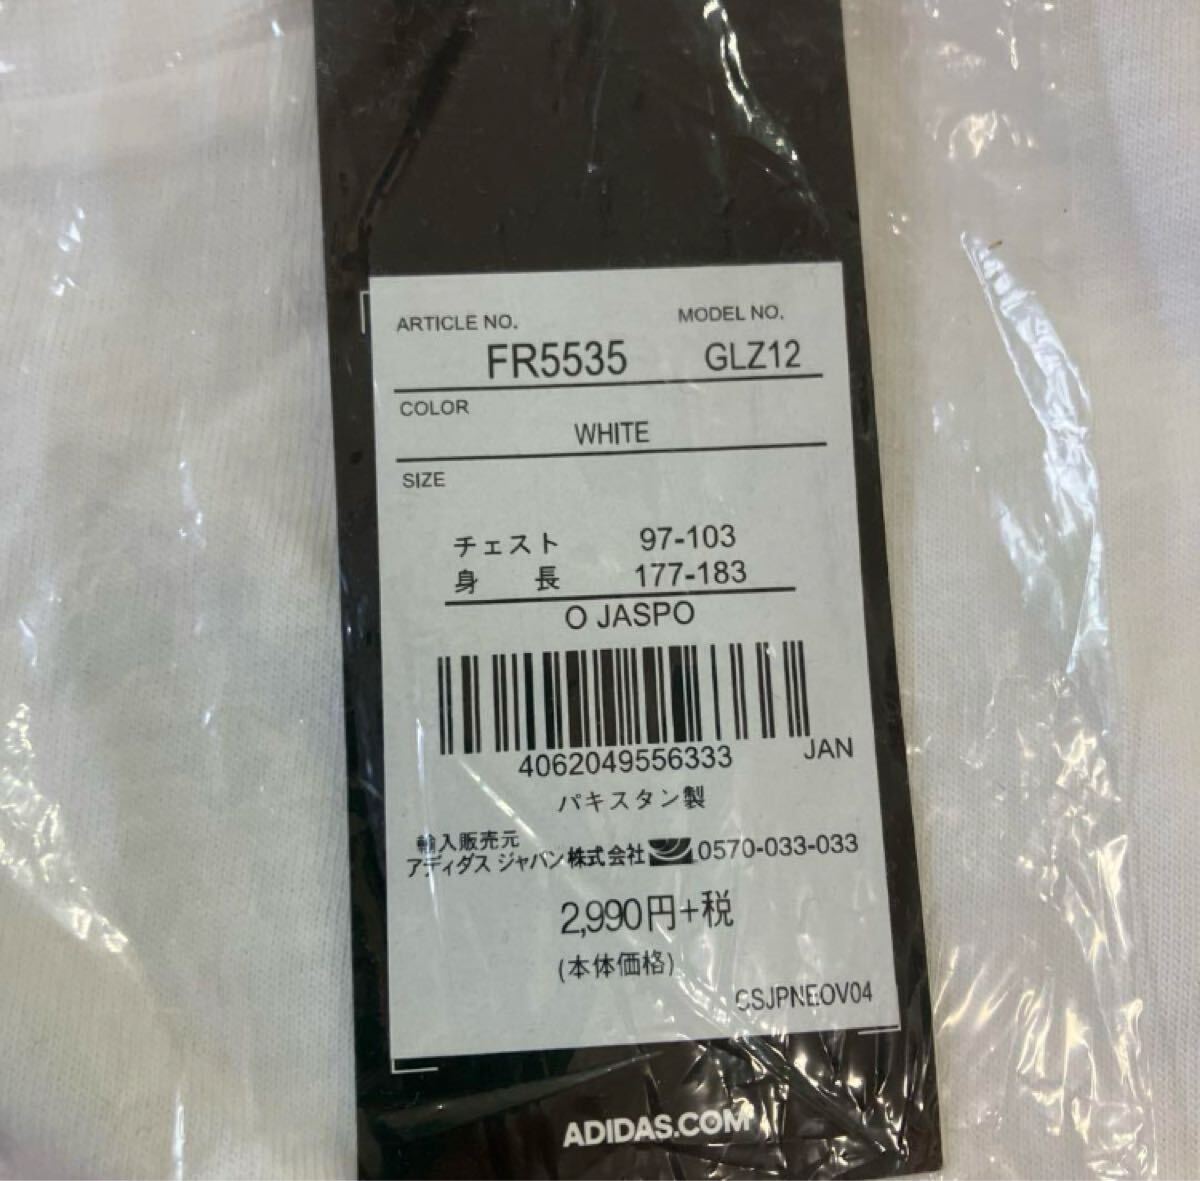 ARTICLE NO. MODEL NO.
FR5535 GLZ12
COLOR
WHITE
SIZE
チェスト 97-103
身 長 177-183
O JASPO
4062049556333 JAN
パキスタン製
輸入販売元
アディダス ジャパン株式会社 0570-033-033
2,990円+税
(本体価格)
CSJPNEOV04
ADIDAS.COM